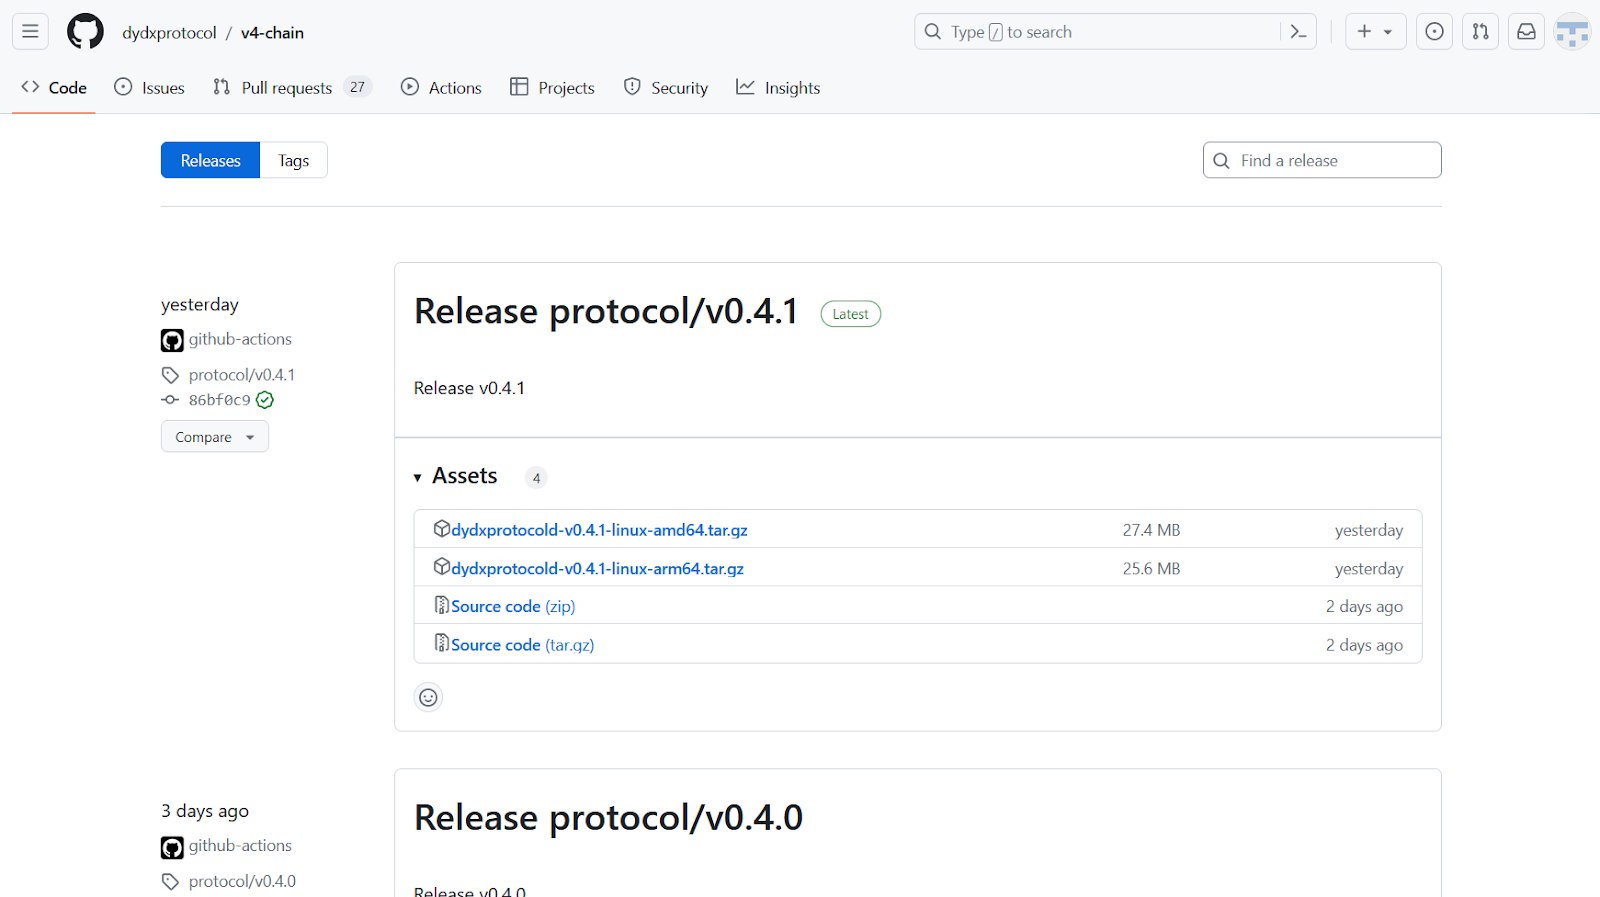 dydxprotocol / v4-chain
Type / to search
Code
Issues
Pull requests 27
Actions
Projects
Security
Insights
Releases
Tags
Find a release
yesterday
github-actions
protocol/v0.4.1
86bf0c9
Compare
Release protocol/v0.4.1 Latest
Release v0.4.1
Assets 4
dydxprotocold-v0.4.1-linux-amd64.tar.gz 27.4 MB yesterday
dydxprotocold-v0.4.1-linux-arm64.tar.gz 25.6 MB yesterday
Source code (zip) 2 days ago
Source code (tar.gz) 2 days ago
3 days ago
github-actions
protocol/v0.4.0
Release protocol/v0.4.0
Release v0.4.0